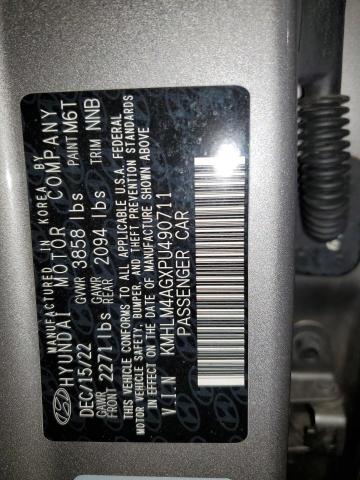 MANUFACTURED IN KOREA BY
HYUNDAI MOTOR COMPANY
DEC/15/22 GVWR 3858 lbs PAINT M6T
GAWR FRONT 2271lbs GAWR REAR 2094 lbs TRIM NNB
THIS VEHICLE CONFORMS TO ALL APPLICABLE U.S.A. FEDERAL
MOTOR VEHICLE SAFETY, BUMPER, AND THEFT PREVENTION STANDARDS
IN EFFECT ON THE DATE OF MANUFACTURE SHOWN ABOVE
V.I.N KMHLM4AGXPU490711
PASSENGER CAR